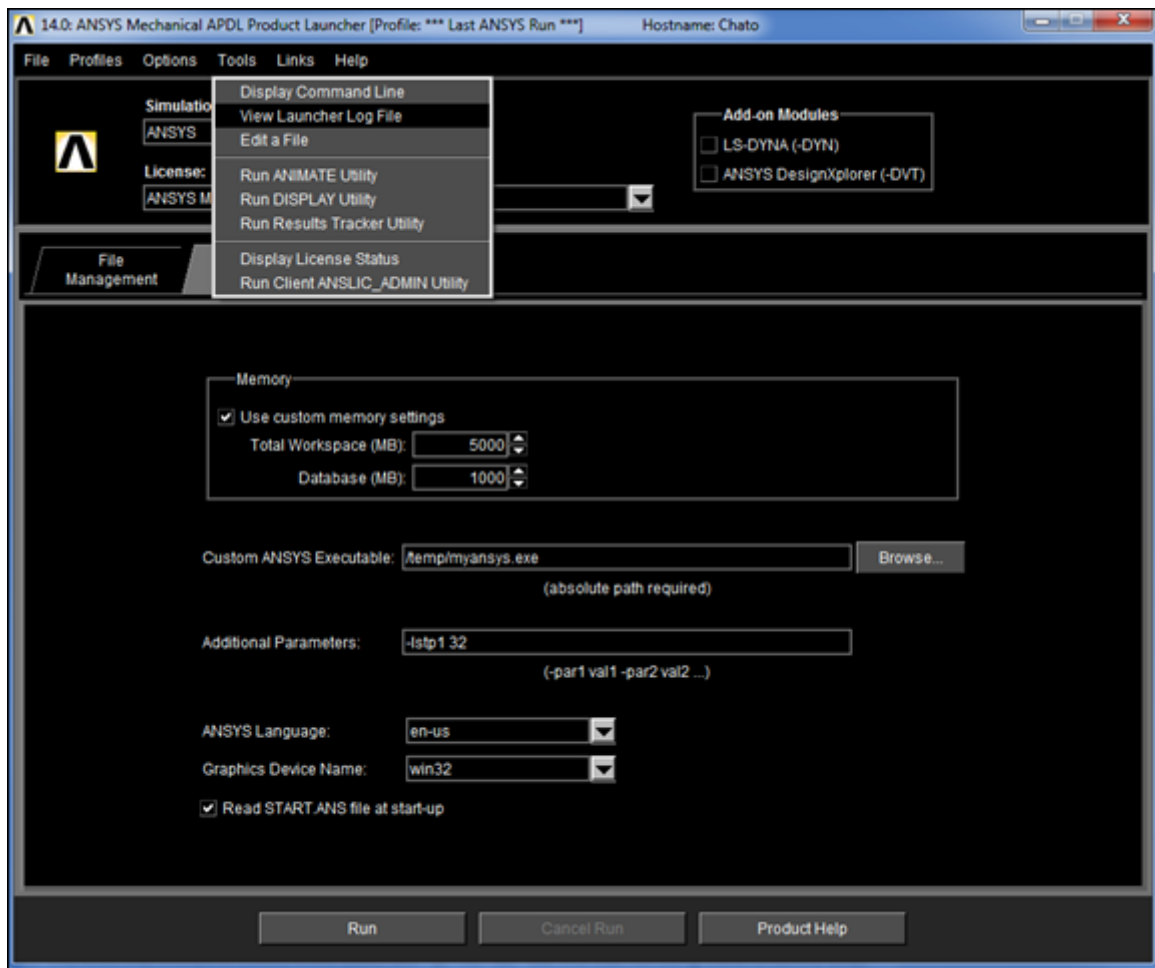 14.0: ANSYS Mechanical APDL Product Launcher [Profile: *** Last ANSYS Run ***] Hostname: Chato
File Profiles Options Tools Links Help
Display Command Line
View Launcher Log File
Edit a File
Run ANIMATE Utility
Run DISPLAY Utility
Run Results Tracker Utility
Display License Status
Run Client ANSLIC_ADMIN Utility
Simulatio
ANSYS
License:
ANSYS M
Add-on Modules
LS-DYNA (-DYN)
ANSYS DesignXplorer (-DVT)
File
Management
Memory
Use custom memory settings
Total Workspace (MB): 5000
Database (MB): 1000
Custom ANSYS Executable: /temp/myansys.exe Browse...
(absolute path required)
Additional Parameters: -lstp1 32
(-par1 val1 -par2 val2 ...)
ANSYS Language: en-us
Graphics Device Name: win32
Read START.ANS file at start-up
Run Cancel Run Product Help